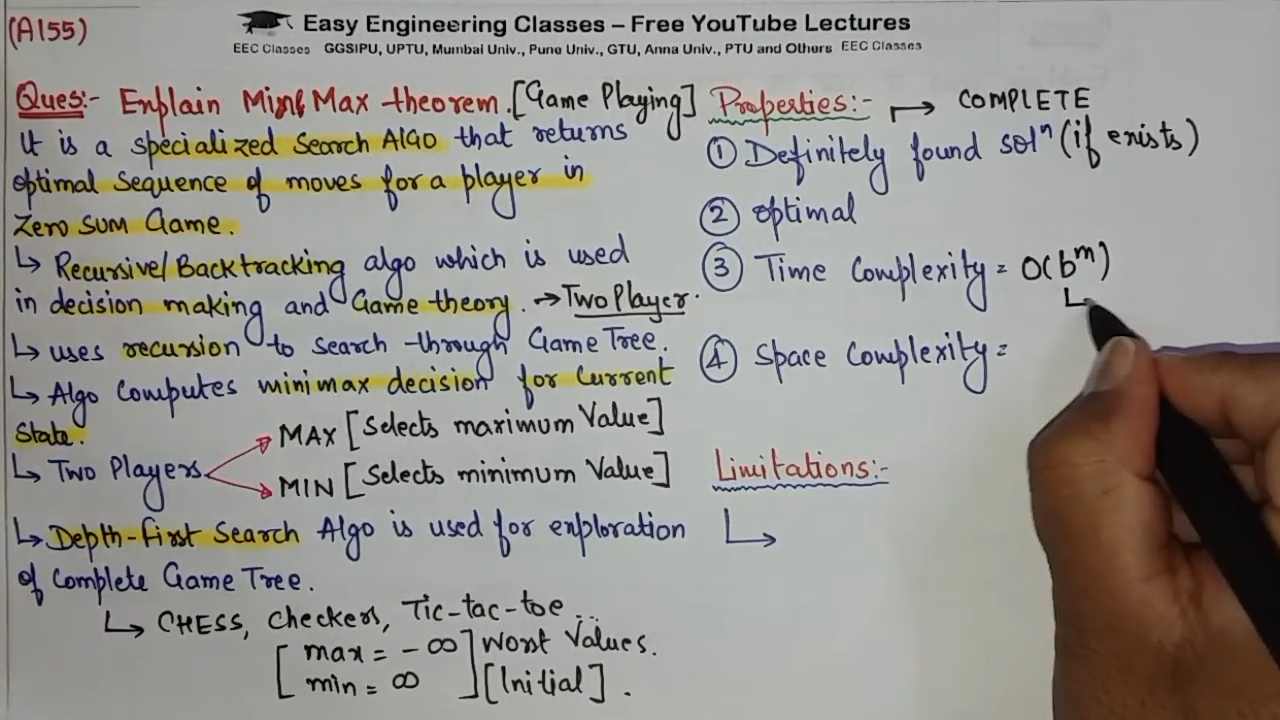 (AI55)
Easy Engineering Classes – Free YouTube Lectures
EEC Classes GGSIPU, UPTU, Mumbai Univ., Pune Univ., GTU, Anna Univ., PTU and Others EEC Classes
Ques:- Explain Min Max theorem. [Game Playing]
It is a specialized Search Algo that returns
optimal sequence of moves for a player in
Zero sum Game.
↳ Recursive/Backtracking algo which is used
in decision making and Game theory. → Two Player.
↳ uses recursion to search through Game Tree.
↳ Algo Computes minimax decision for Current
State.
↳ Two Players
MAX [Selects maximum Value]
MIN [Selects minimum Value]
↳ Depth-First Search Algo is used for exploration
of Complete Game Tree.
↳ CHESS, Checkers, Tic-tac-toe...
[max = - ∞] Worst Values.
[min = ∞] [Initial].
Properties:- → COMPLETE
① Definitely found solⁿ (if exists)
② optimal
③ Time Complexity = O(b^m)
④ Space Complexity =
Limitations:-